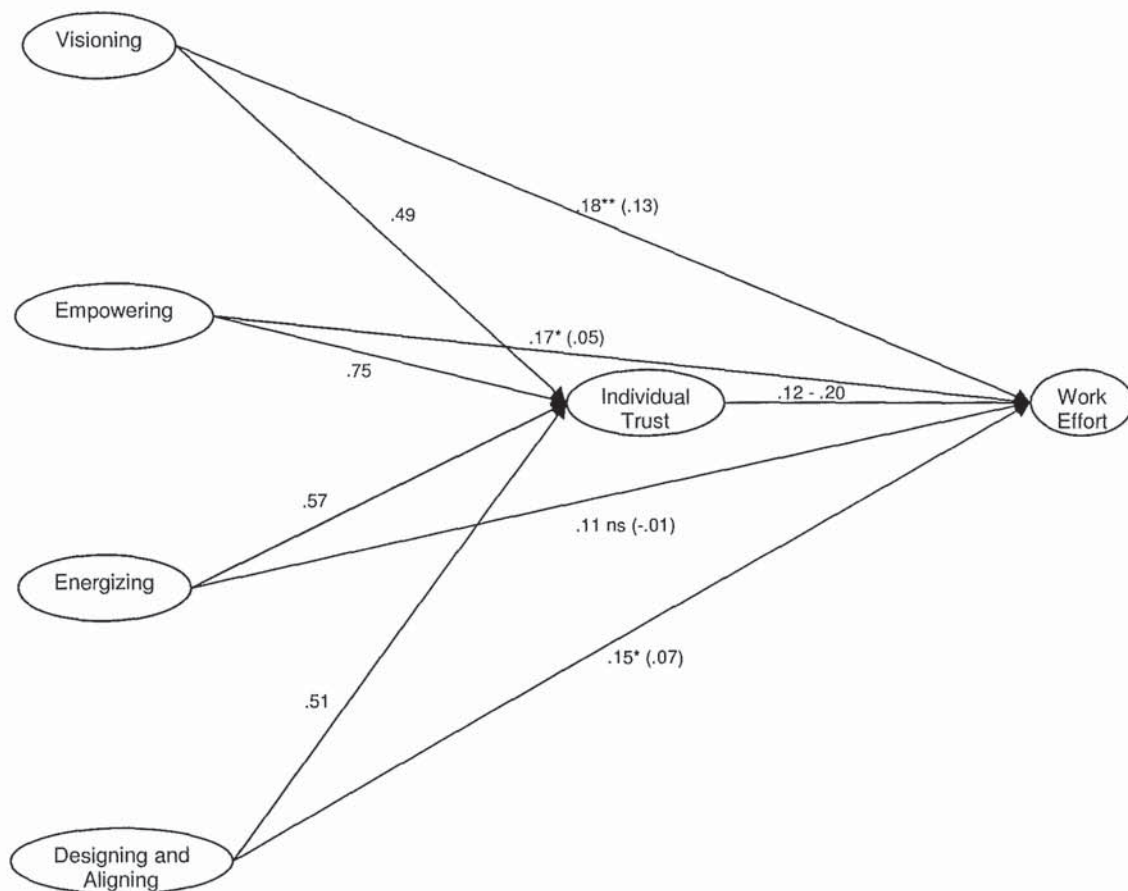 Visioning
.18** (.13)
.49
Empowering
.17* (.05)
.75
Individual
Trust
.12 - .20
Work
Effort
.57
.11 ns (-.01)
Energizing
.15* (.07)
.51
Designing and
Aligning